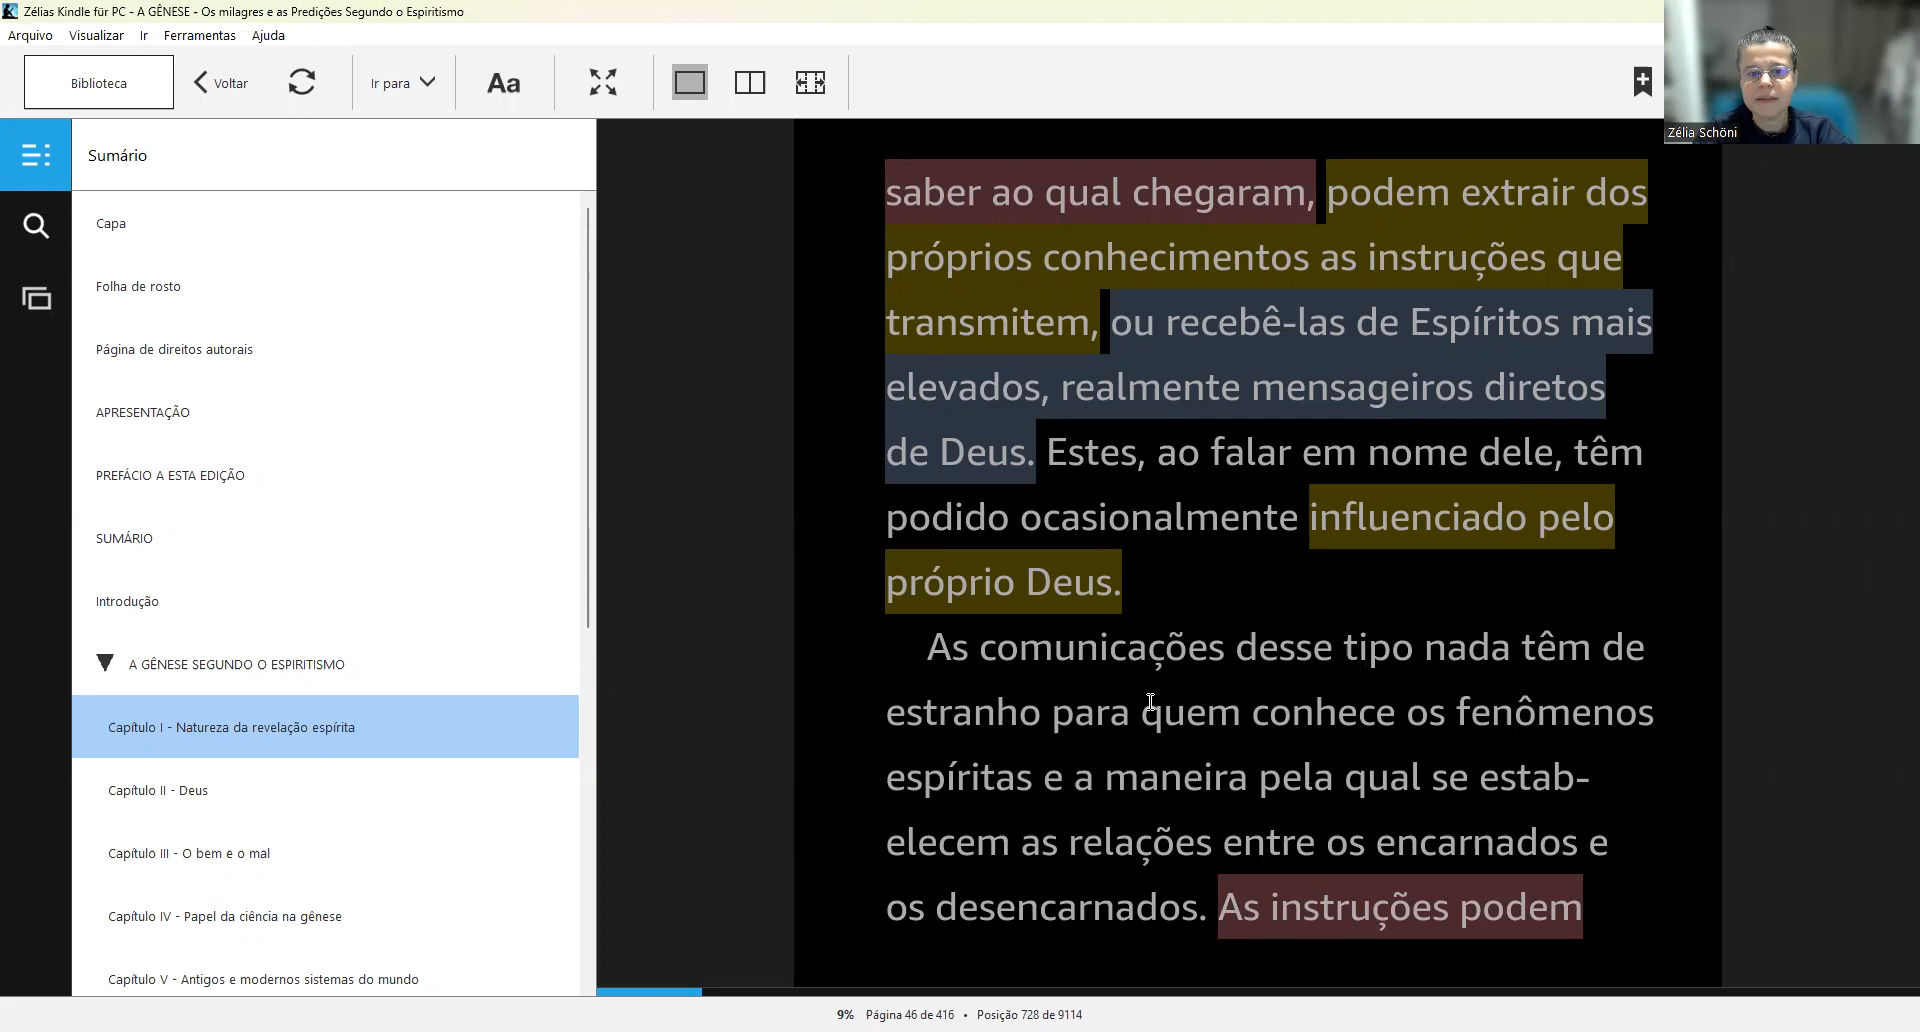 Zélias Kindle für PC - A GÊNESE - Os milagres e as Predições Segundo o Espiritismo
Arquivo Visualizar Ir Ferramentas Ajuda
Biblioteca Voltar Ir para Aa
Zélia Schöni
Sumário
Capa
Folha de rosto
Página de direitos autorais
APRESENTAÇÃO
PREFÁCIO A ESTA EDIÇÃO
SUMÁRIO
Introdução
A GÊNESE SEGUNDO O ESPIRITISMO
Capítulo I - Natureza da revelação espírita
Capítulo II - Deus
Capítulo III - O bem e o mal
Capítulo IV - Papel da ciência na gênese
Capítulo V - Antigos e modernos sistemas do mundo
saber ao qual chegaram, podem extrair dos
próprios conhecimentos as instruções que
transmitem, ou recebê-las de Espíritos mais
elevados, realmente mensageiros diretos
de Deus. Estes, ao falar em nome dele, têm
podido ocasionalmente influenciado pelo
próprio Deus.
As comunicações desse tipo nada têm de
estranho para quem conhece os fenômenos
espíritas e a maneira pela qual se estab-
elecem as relações entre os encarnados e
os desencarnados. As instruções podem
9% Página 46 de 416 • Posição 728 de 9114